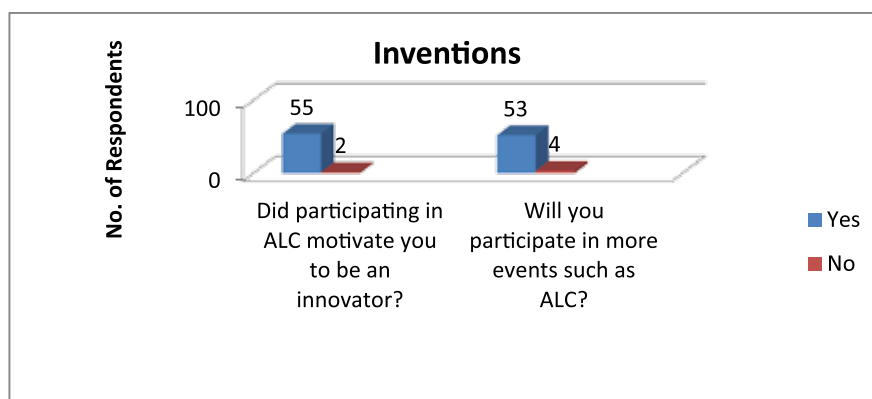 Inventions
No. of Respondents
100
0
55
2
53
4
Did participating in
ALC motivate you
to be an
innovator?
Will you
participate in more
events such as
ALC?
Yes
No